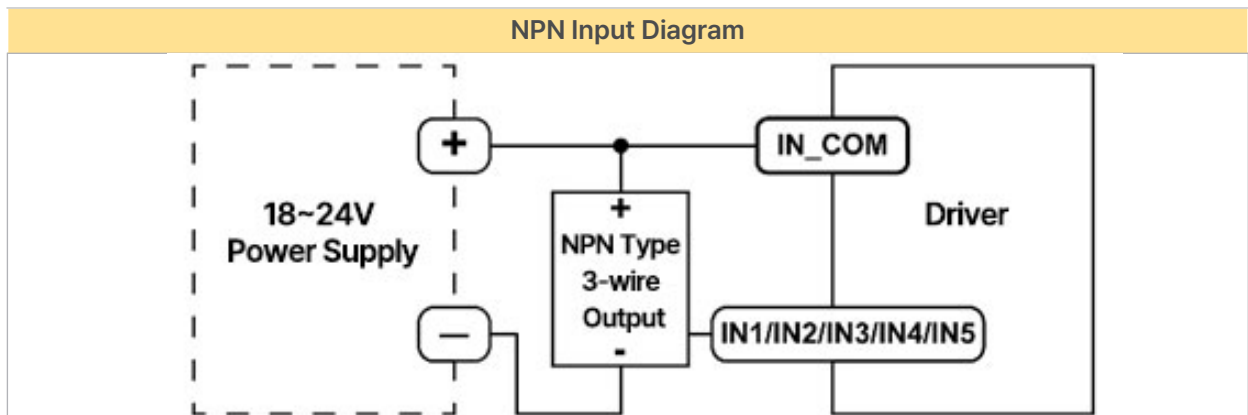 NPN Input Diagram
+
IN_COM
18~24V
Power Supply
+
NPN Type
3-wire
Output
-
Driver
—
IN1/IN2/IN3/IN4/IN5